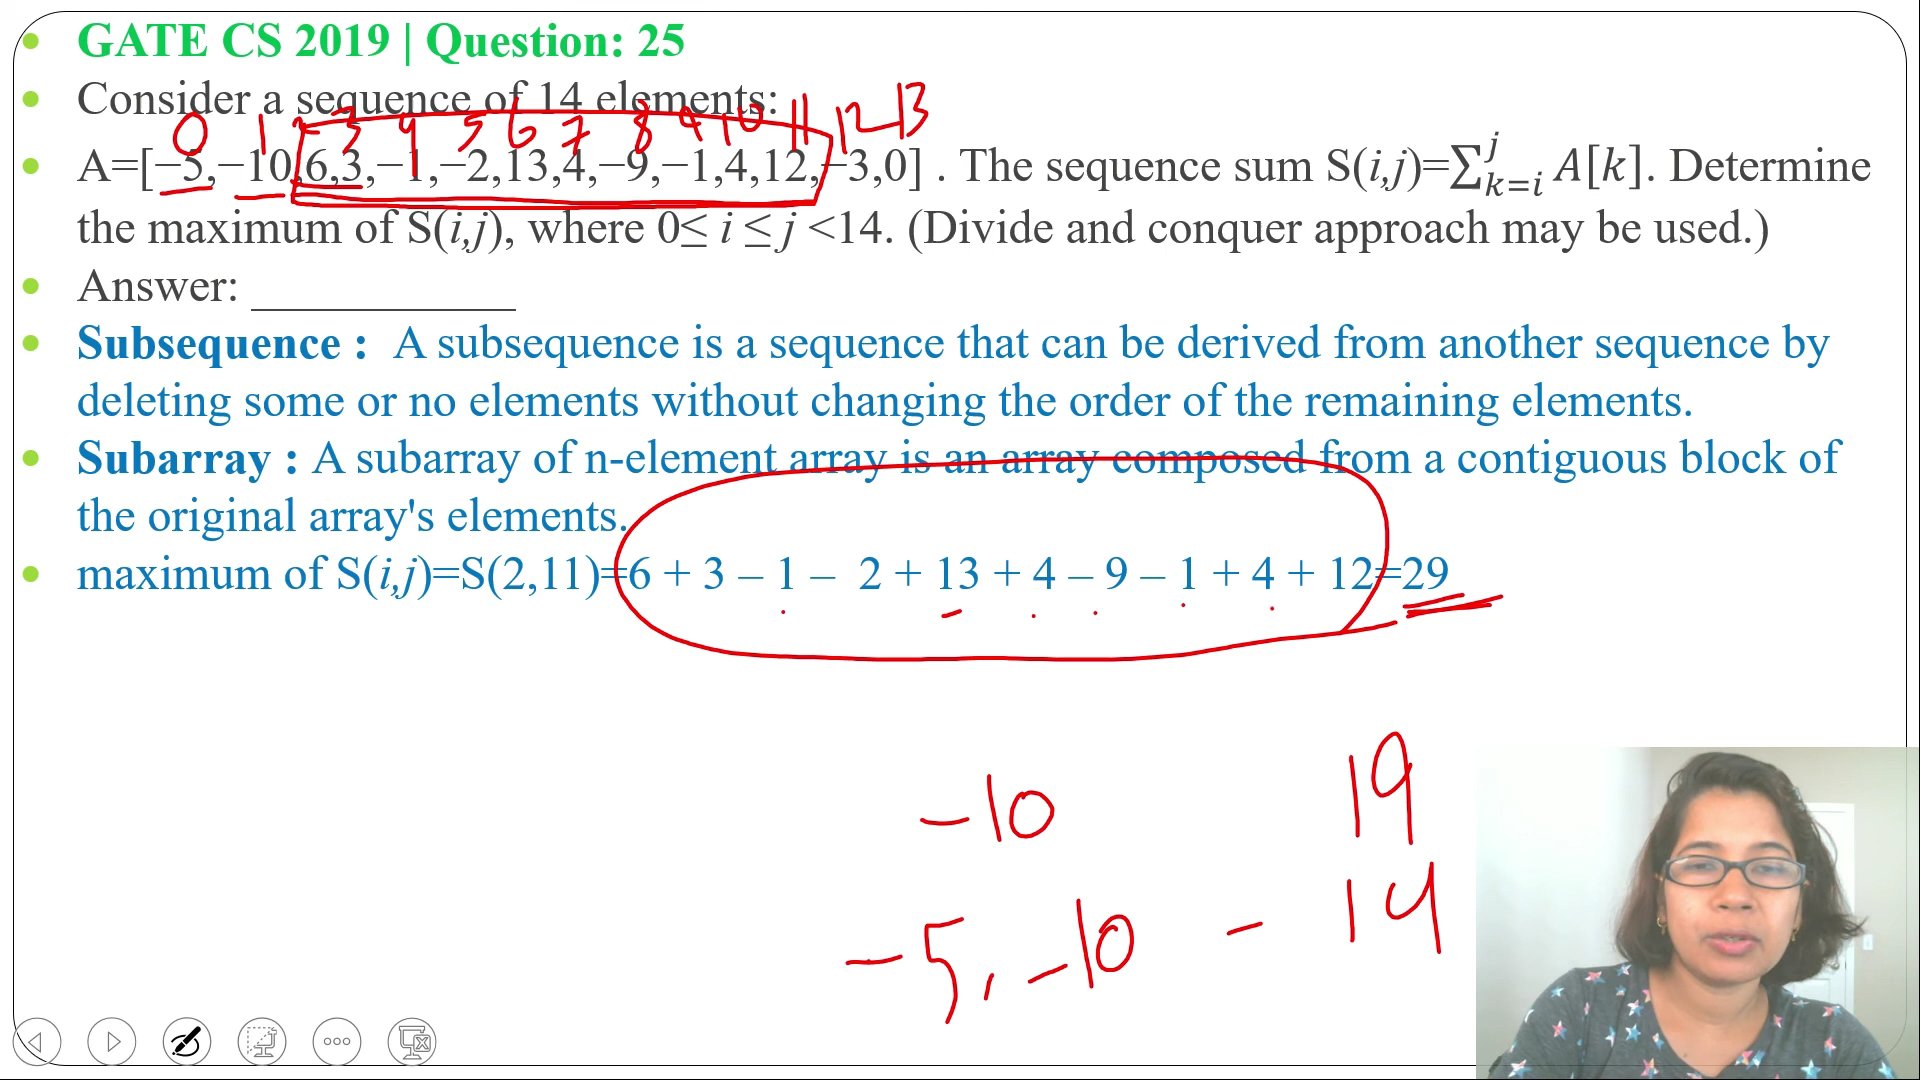 GATE CS 2019 | Question: 25
Consider a sequence of 14 elements:
0 1 2 3 4 5 6 7 8 9 10 11 12 13
A=[−5,−10,6,3,−1,−2,13,4,−9,−1,4,12,−3,0] . The sequence sum S(i,j)=∑_{k=i}^{j} A[k]. Determine
the maximum of S(i,j), where 0≤ i ≤ j <14. (Divide and conquer approach may be used.)
Answer: ____________
Subsequence : A subsequence is a sequence that can be derived from another sequence by
deleting some or no elements without changing the order of the remaining elements.
Subarray : A subarray of n-element array is an array composed from a contiguous block of
the original array's elements.
maximum of S(i,j)=S(2,11)=6 + 3 – 1 – 2 + 13 + 4 – 9 – 1 + 4 + 12=29
−10 19
−5, −10 − 14